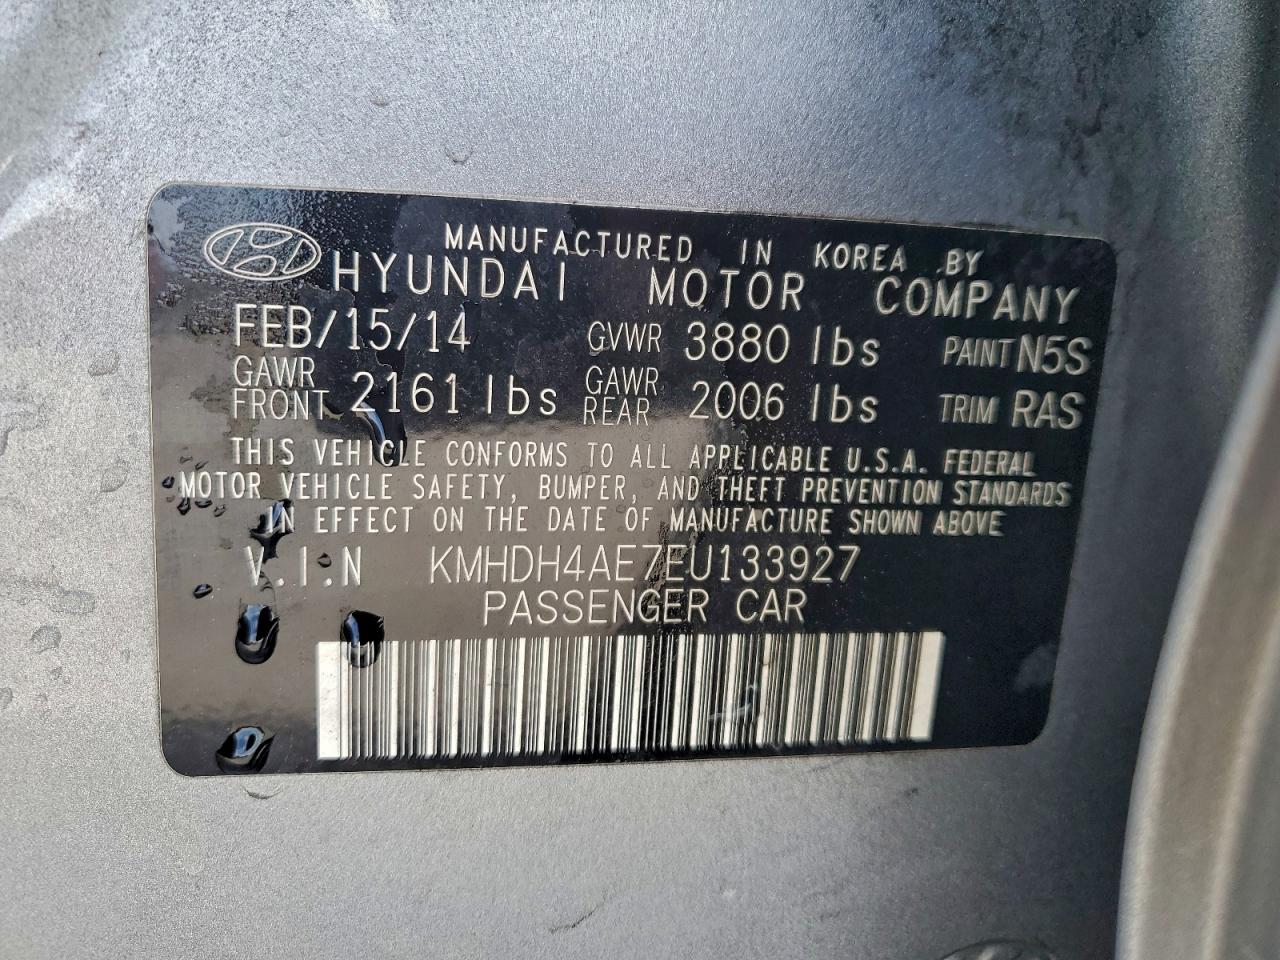 MANUFACTURED IN KOREA BY
HYUNDAI MOTOR COMPANY
FEB/15/14 GVWR 3880 lbs PAINT N5S
GAWR FRONT 2161 lbs GAWR REAR 2006 lbs TRIM RAS
THIS VEHICLE CONFORMS TO ALL APPLICABLE U.S.A. FEDERAL
MOTOR VEHICLE SAFETY, BUMPER, AND THEFT PREVENTION STANDARDS
IN EFFECT ON THE DATE OF MANUFACTURE SHOWN ABOVE
V.I.N KMHDH4AE7EU133927
PASSENGER CAR